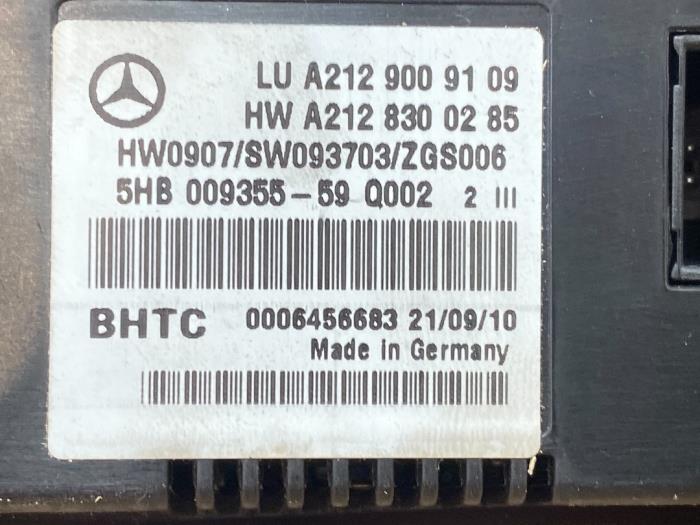 LU A212 900 91 09
HW A212 830 02 85
HW0907/SW093703/ZGS006
5HB 009355-59 Q002 2 III
BHTC 0006456683 21/09/10
Made in Germany